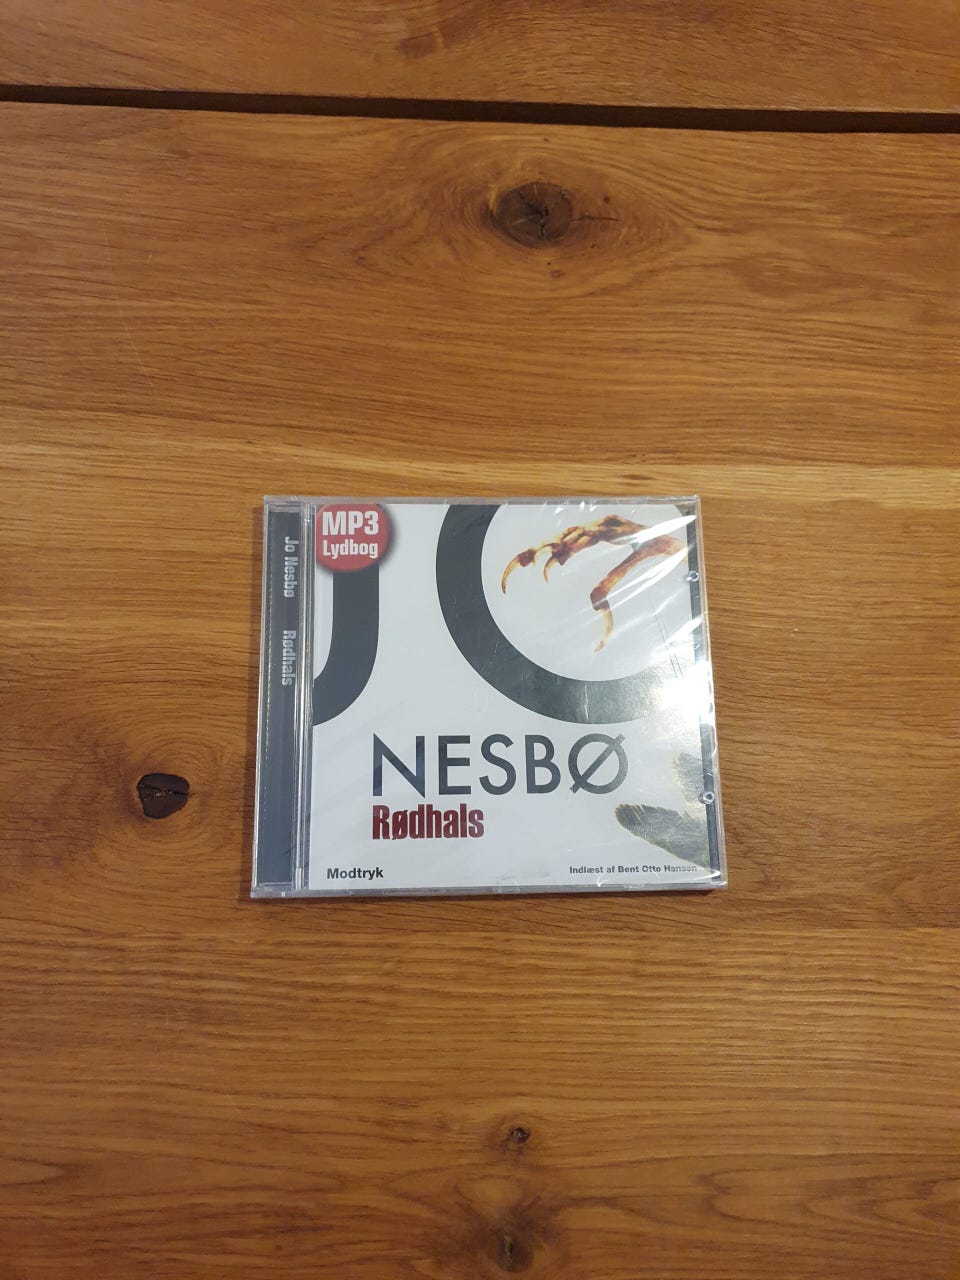 MP3
Lydbog
Jo Nesbø Rødhals
JO
NESBØ
Rødhals
Modtryk
Indlæst af Bent Otto Hansen